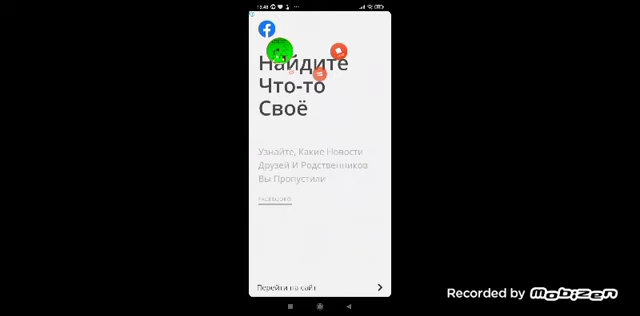 Найдите
Что-то
Своё
Узнайте, Какие Новости
Друзей И Родственников
Вы Пропустили
FACEBOOK®
Перейти на сайт
Recorded by mobizen